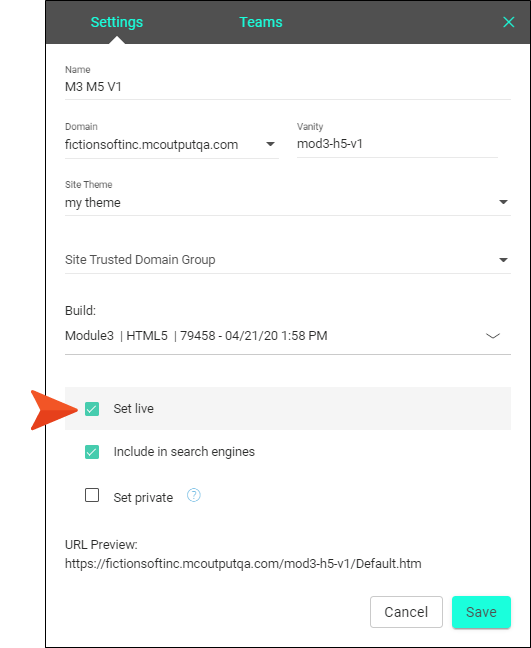 Settings Teams
Name
M3 M5 V1
Domain Vanity
fictionsoftinc.mcoutputqa.com mod3-h5-v1
Site Theme
my theme
Site Trusted Domain Group
Build:
Module3 | HTML5 | 79458 - 04/21/20 1:58 PM
Set live
Include in search engines
Set private ?
URL Preview:
https://fictionsoftinc.mcoutputqa.com/mod3-h5-v1/Default.htm
Cancel Save